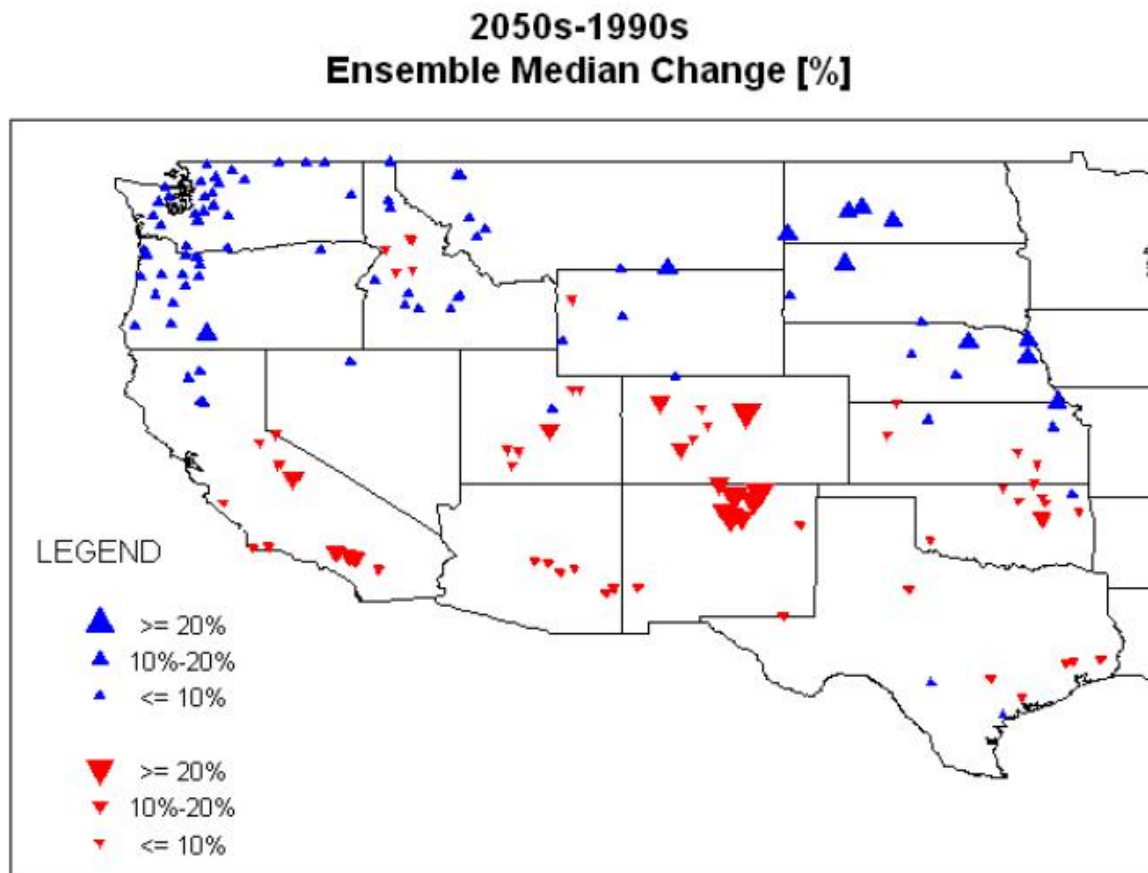 2050s-1990s
Ensemble Median Change [%]
LEGEND
>= 20%
10%-20%
<= 10%
>= 20%
10%-20%
<= 10%